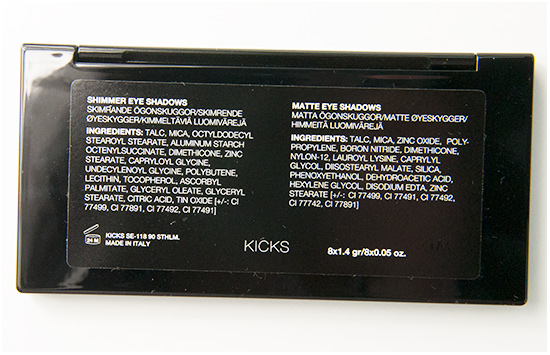 SHIMMER EYE SHADOWS
SKIMRANDE ÖGONSKUGGOR/SKIMRENDE
ØYESKYGGER/KIMMELTÄVIÄ LUOMIVÄREJÄ
INGREDIENTS: TALC, MICA, OCTYLDODECYL
STEAROYL STEARATE, ALUMINUM STARCH
OCTENYLSUCCINATE, DIMETHICONE, ZINC
STEARATE, CAPRYLOYL GLYCINE,
UNDECYLENOYL GLYCINE, POLYBUTENE,
LECITHIN, TOCOPHEROL, ASCORBYL
PALMITATE, GLYCERYL OLEATE, GLYCERYL
STEARATE, CITRIC ACID, TIN OXIDE [+/-: CI
77499, CI 77891, CI 77492, CI 77491]
MATTE EYE SHADOWS
MATTA ÖGONSKUGGOR/MATTE ØYESKYGGER/
HIMMEITÄ LUOMIVÄREJÄ
INGREDIENTS: TALC, MICA, ZINC OXIDE, POLY-
PROPYLENE, BORON NITRIDE, DIMETHICONE,
NYLON-12, LAUROYL LYSINE, CAPRYLYL
GLYCOL, DIISOSTEARYL MALATE, SILICA,
PHENOXYETHANOL, DEHYDROACETIC ACID,
HEXYLENE GLYCOL, DISODIUM EDTA, ZINC
STEARATE [+/-: CI 77499, CI 77491, CI 77492,
CI 77742, CI 77891]
24 M
KICKS SE-118 90 STHLM.
MADE IN ITALY
KICKS
8x1.4 gr/8x0.05 oz.